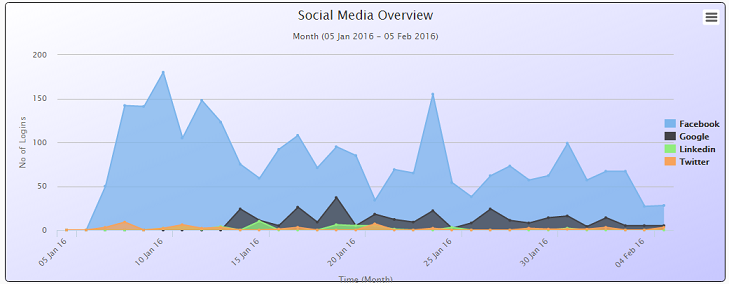 Social Media Overview
Month (05 Jan 2016 - 05 Feb 2016)
No of Logins
200
150
100
50
0
Facebook
Google
Linkedin
Twitter
05 Jan 16
10 Jan 16
15 Jan 16
20 Jan 16
25 Jan 16
30 Jan 16
04 Feb 16
Time (Month)